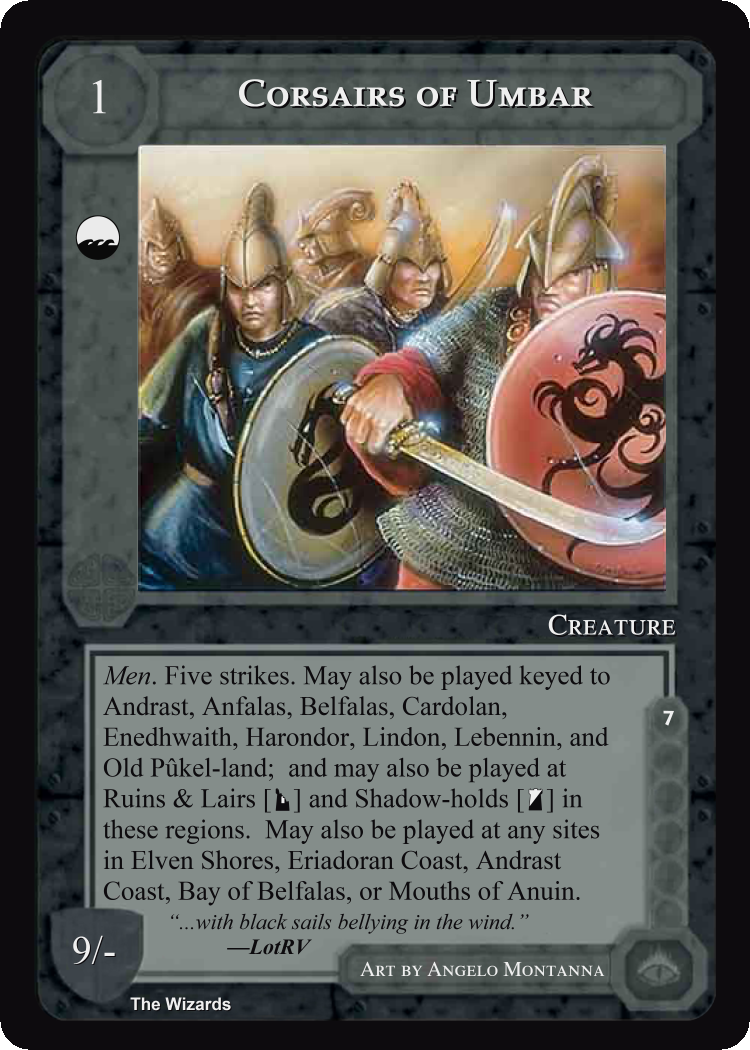 1
Corsairs of Umbar
Creature
Men. Five strikes. May also be played keyed to
Andrast, Anfalas, Belfalas, Cardolan,
Enedhwaith, Harondor, Lindon, Lebennin, and
Old Pûkel-land; and may also be played at
Ruins & Lairs [ ] and Shadow-holds [ ] in
these regions. May also be played at any sites
in Elven Shores, Eriadoran Coast, Andrast
Coast, Bay of Belfalas, or Mouths of Anuin.
“...with black sails bellying in the wind.”
—LotRV
7
9/-
Art by Angelo Montanna
The Wizards